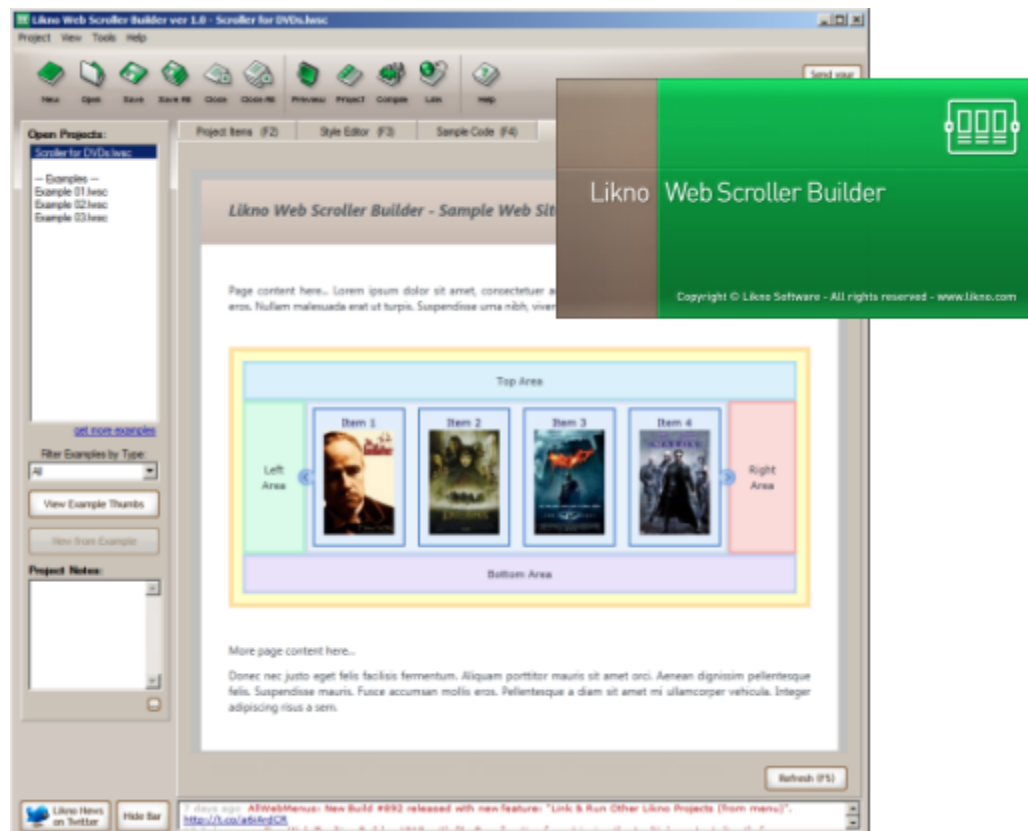 Likno Web Scroller Builder ver 1.0 - Scroller for DVDs.lwsc
Project View Tools Help
New Open Save Save All Close Close All Preview Project Compile Link Help
Send your
Open Projects:
Scroller for DVDs.lwsc
-- Examples --
Example 01.lwsc
Example 02.lwsc
Example 03.lwsc
get more examples
Filter Examples by Type:
All
View Example Thumbs
New from Example
Project Notes:
Project Items (F2) Style Editor (F3) Sample Code (F4)
Likno Web Scroller Builder
Copyright © Likno Software - All rights reserved - www.likno.com
Likno Web Scroller Builder - Sample Web Sit
Page content here... Lorem ipsum dolor sit amet, consectetuer a
eros. Nullam malesuada erat ut turpis. Suspendisse urna nibh, viver
Top Area
Left Area
Item 1
Item 2
Item 3
Item 4
Right Area
Bottom Area
More page content here...
Donec nec justo eget felis facilisis fermentum. Aliquam porttitor mauris sit amet orci. Aenean dignissim pellentesque
felis. Suspendisse mauris. Fusce accumsan mollis eros. Pellentesque a diam sit amet mi ullamcorper vehicula. Integer
adipiscing risus a sem.
Refresh (F5)
Likno News
on Twitter
Hide Bar
7 days ago AllWebMenus: New Build #892 released with new feature: "Link & Run Other Likno Projects (from menu)".
http://t.co/a6iArdCR